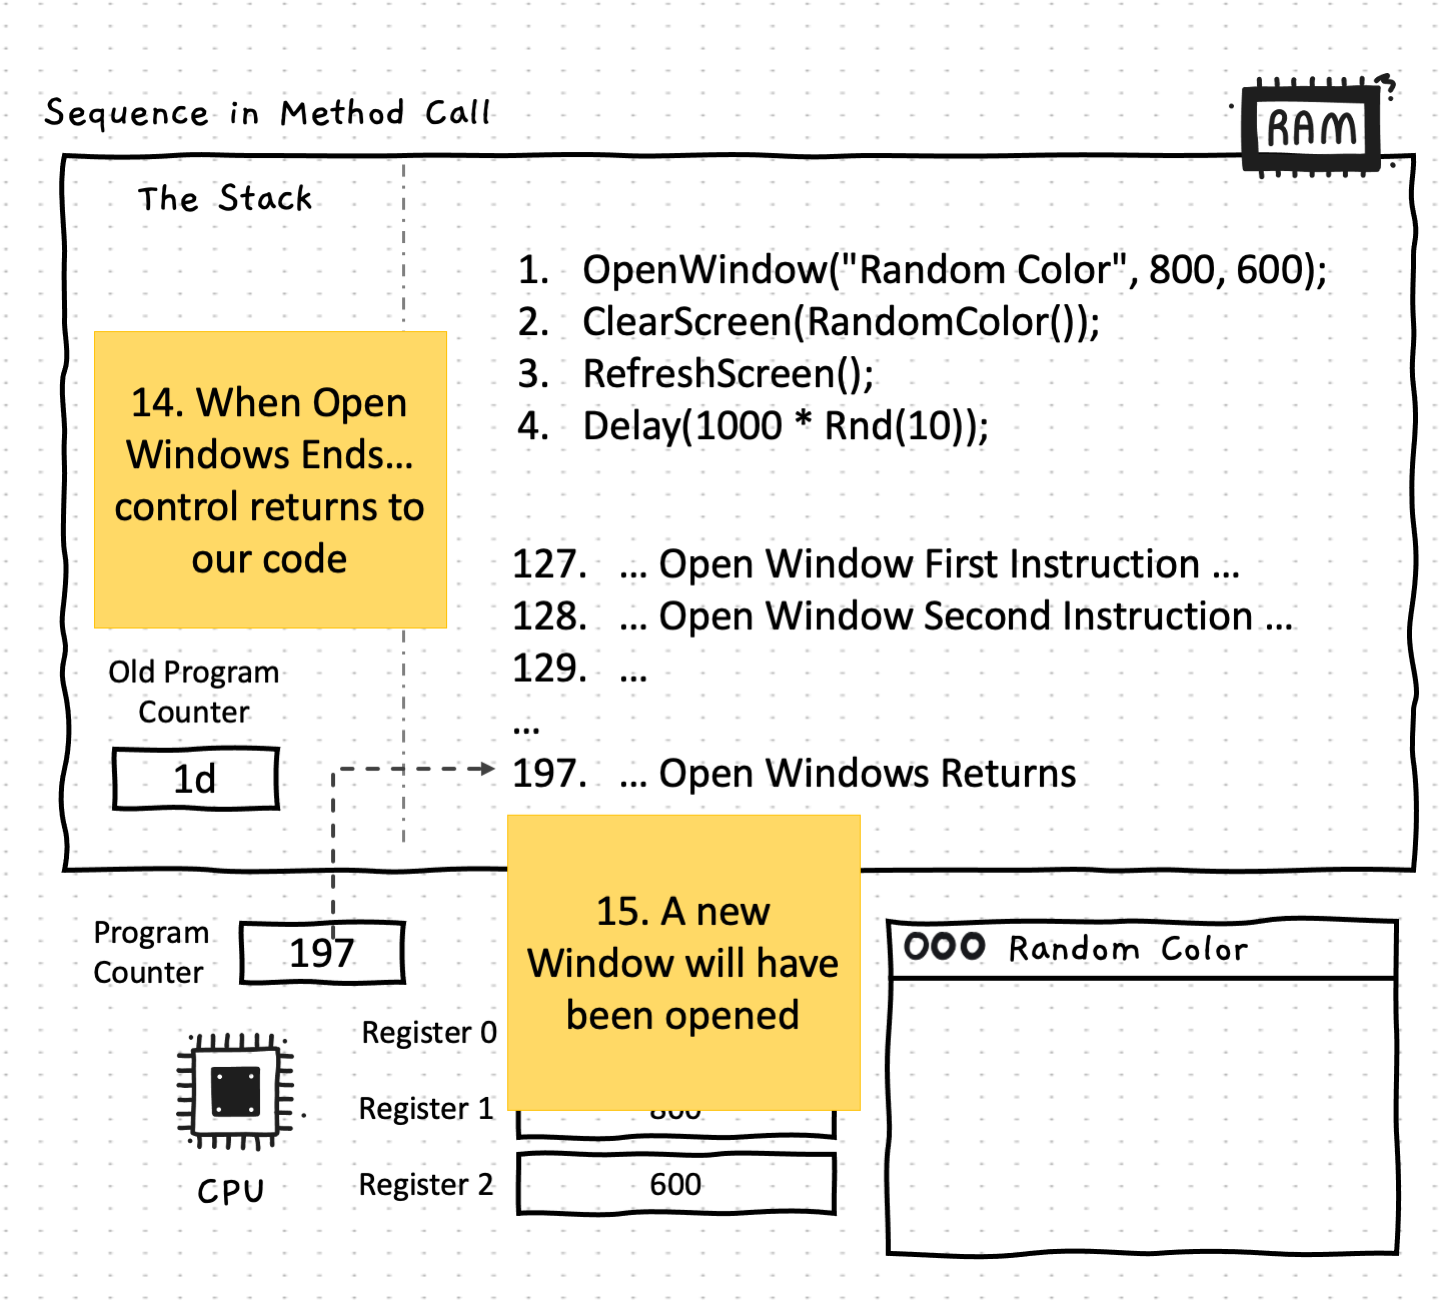 Sequence in Method Call
RAM
The Stack
1. OpenWindow("Random Color", 800, 600);
2. ClearScreen(RandomColor());
3. RefreshScreen();
4. Delay(1000 * Rnd(10));
14. When Open
Windows Ends...
control returns to
our code
127. ... Open Window First Instruction ...
128. ... Open Window Second Instruction ...
129. ...
...
197. ... Open Windows Returns
Old Program
Counter
1d
15. A new
Window will have
been opened
Program
Counter
197
Random Color
Register 0
Register 1
800
Register 2
600
CPU